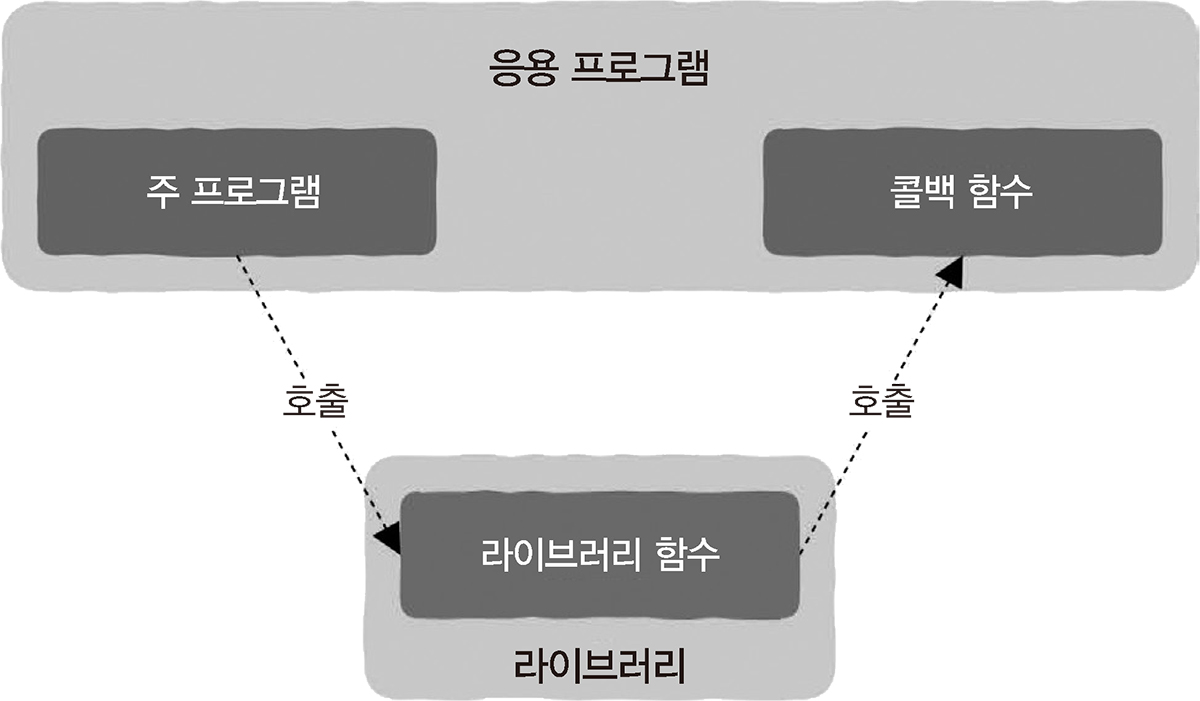 응용 프로그램
주 프로그램
콜백 함수
호출
호출
라이브러리 함수
라이브러리